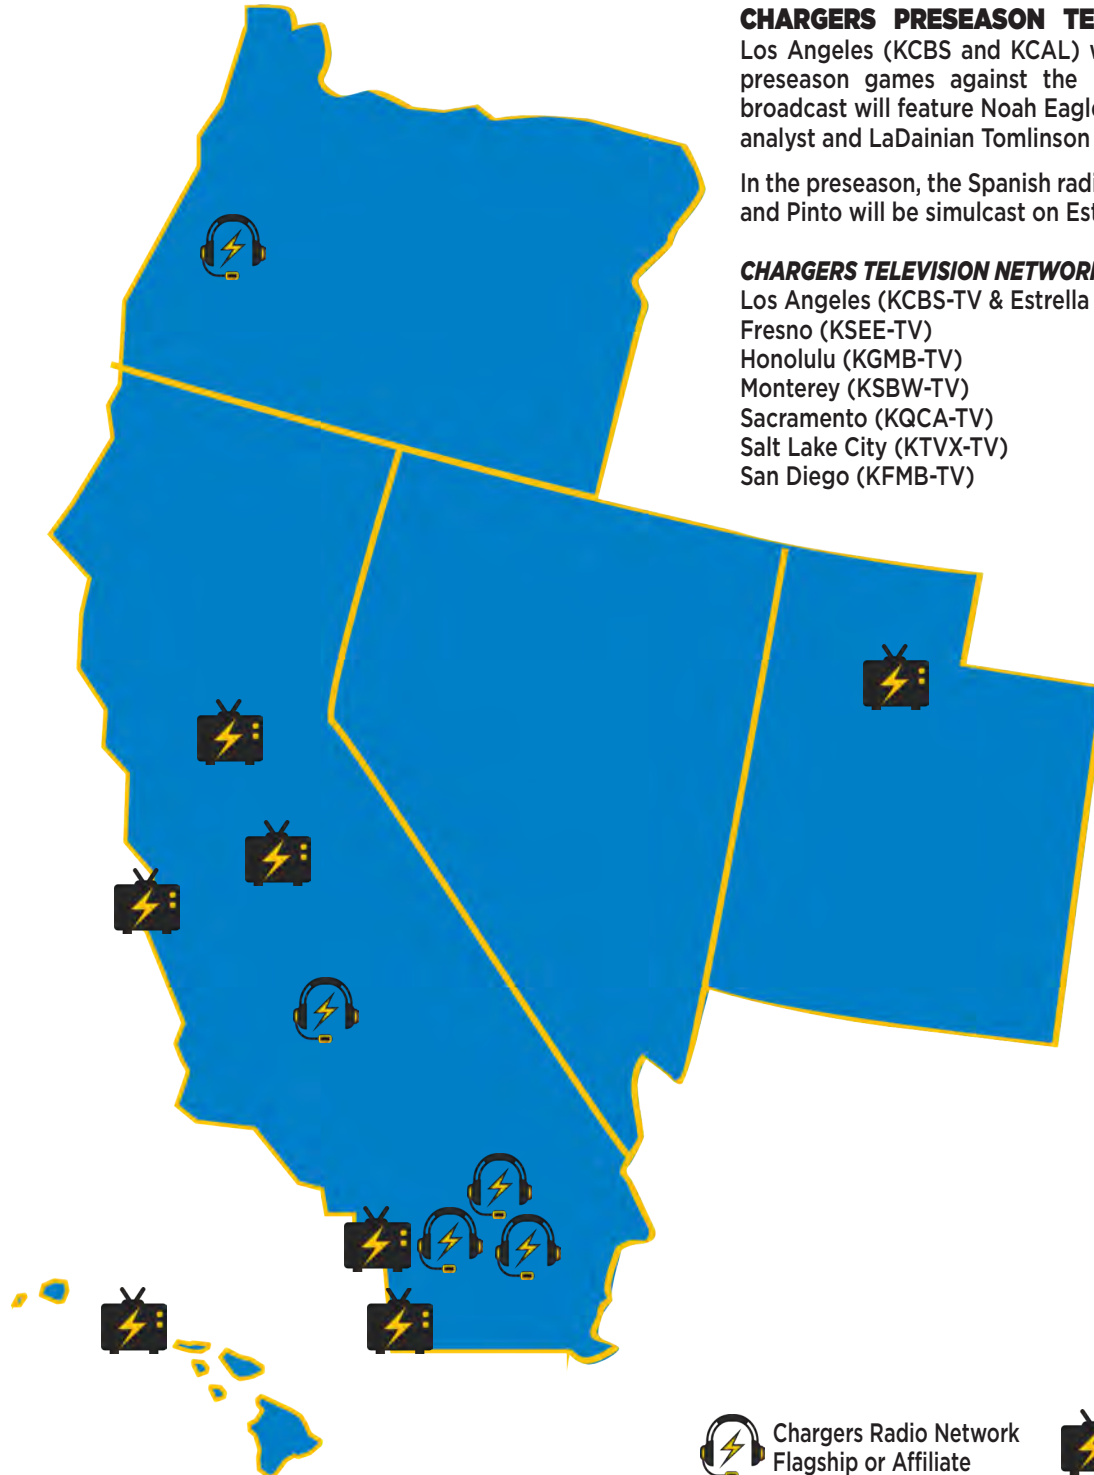 CHARGERS PRESEASON
Los Angeles (KCBS and KCAL)
preseason games against the
broadcast will feature Noah Eagle
analyst and LaDainian Tomlinson
In the preseason, the Spanish
and Pinto will be simulcast on
CHARGERS TELEVISION NETWORK
Los Angeles (KCBS-TV & Estrella
Fresno (KSEE-TV)
Honolulu (KGMB-TV)
Monterey (KSBW-TV)
Sacramento (KQCA-TV)
Salt Lake City (KTVX-TV)
San Diego (KFMB-TV)
Chargers Radio Network
Flagship or Affiliate